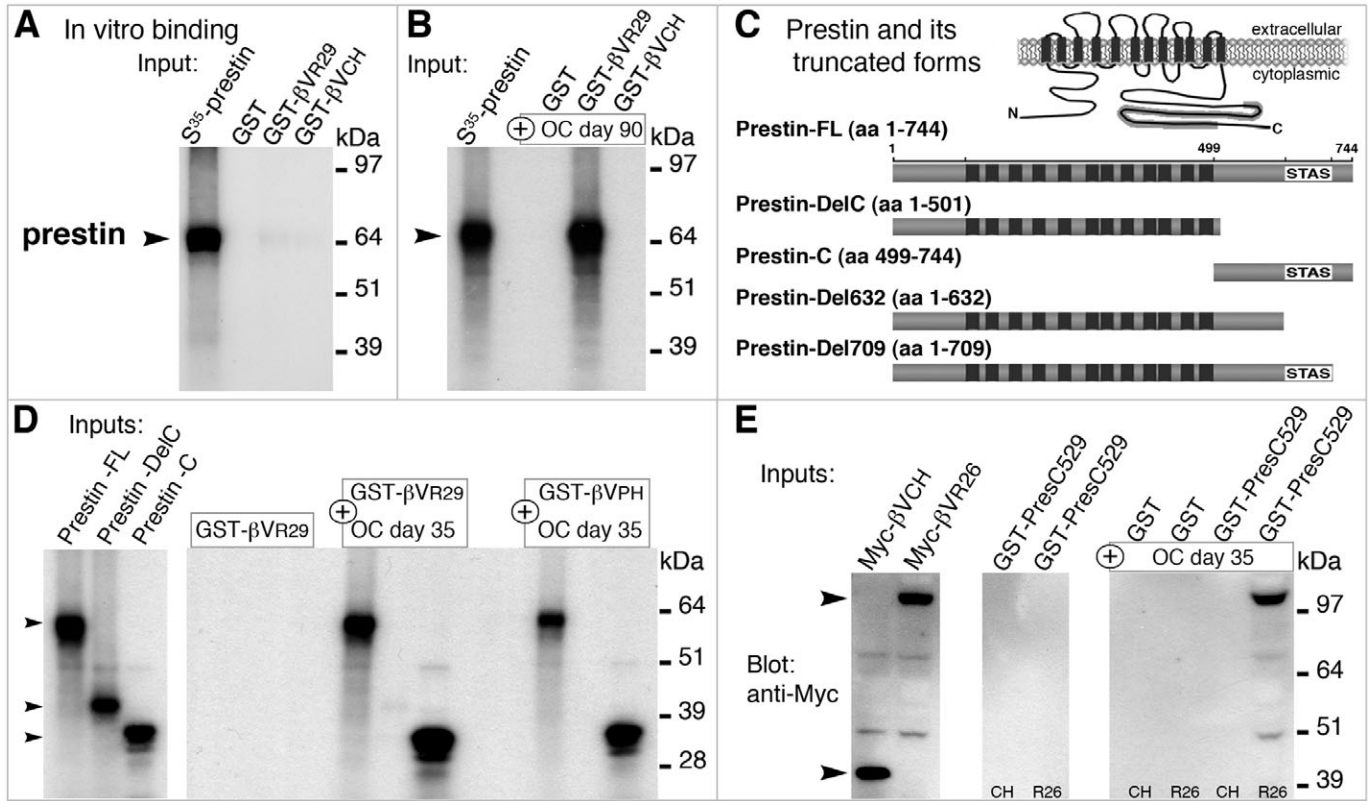 A In vitro binding
Input:
S³⁵-prestin
GST
GST-βVR29
GST-βVCH
kDa
97
prestin
64
51
39
B
Input:
S³⁵-prestin
GST
GST-βVR29
GST-βVCH
+ OC day 90
kDa
97
64
51
39
C Prestin and its
truncated forms
extracellular
cytoplasmic
N
C
Prestin-FL (aa 1-744)
1 499 744
STAS
Prestin-DelC (aa 1-501)
Prestin-C (aa 499-744)
STAS
Prestin-Del632 (aa 1-632)
Prestin-Del709 (aa 1-709)
STAS
D Inputs:
Prestin -FL
Prestin -DelC
Prestin -C
GST-βVR29
+ GST-βVR29
OC day 35
+ GST-βVPH
OC day 35
kDa
64
51
39
28
E
Inputs:
Myc-βVCH
Myc-βVR26
GST-PresC529
GST-PresC529
GST
GST
GST-PresC529
GST-PresC529
+ OC day 35
kDa
97
Blot:
anti-Myc
64
51
39
CH R26
CH R26 CH R26